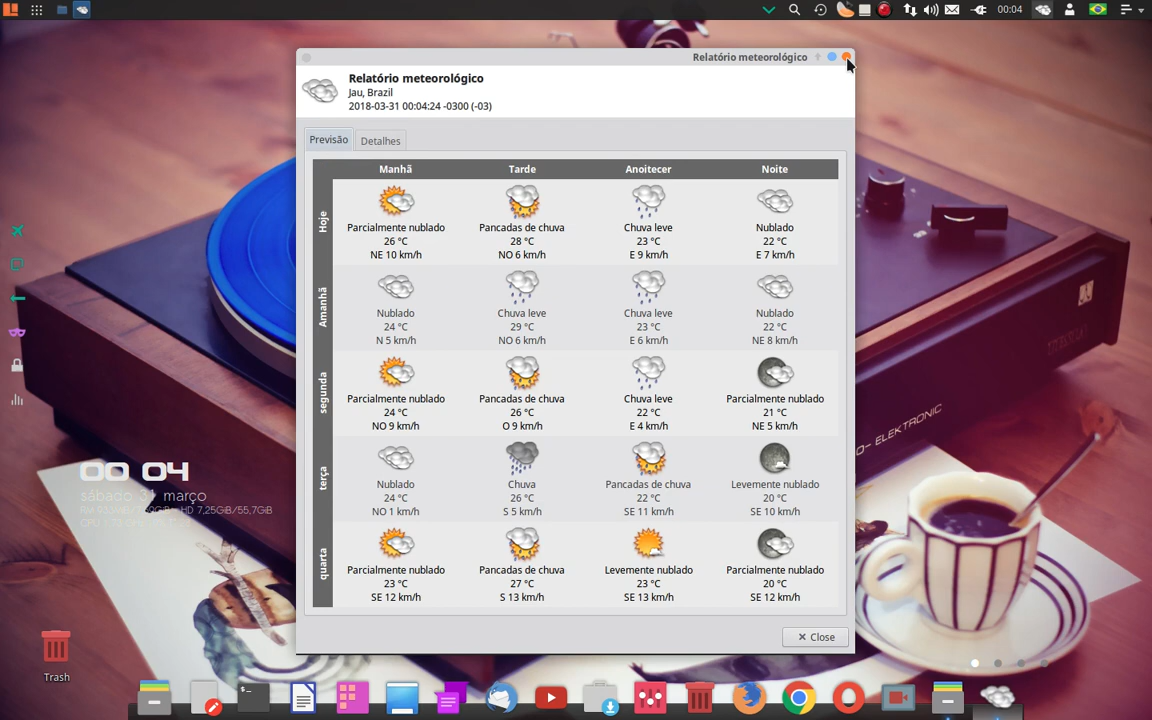 00:04
Relatório meteorológico
Relatório meteorológico
Jau, Brazil
2018-03-31 00:04:24 -0300 (-03)
Previsão
Detalhes
Manhã
Tarde
Anoitecer
Noite
Hoje
Parcialmente nublado
26 °C
NE 10 km/h
Pancadas de chuva
28 °C
NO 6 km/h
Chuva leve
23 °C
E 9 km/h
Nublado
22 °C
E 7 km/h
Amanhã
Nublado
24 °C
N 5 km/h
Chuva leve
29 °C
NO 6 km/h
Chuva leve
23 °C
E 6 km/h
Nublado
22 °C
NE 8 km/h
segunda
Parcialmente nublado
24 °C
NO 9 km/h
Pancadas de chuva
26 °C
O 9 km/h
Chuva leve
22 °C
E 4 km/h
Parcialmente nublado
21 °C
NE 5 km/h
terça
Nublado
24 °C
NO 1 km/h
Chuva
26 °C
S 5 km/h
Pancadas de chuva
22 °C
SE 11 km/h
Levemente nublado
20 °C
SE 10 km/h
quarta
Parcialmente nublado
23 °C
SE 12 km/h
Pancadas de chuva
27 °C
S 13 km/h
Levemente nublado
23 °C
SE 13 km/h
Parcialmente nublado
20 °C
SE 12 km/h
Close
00 04
sábado 31 março
HD 7,25GiB/55,7GiB
ELEKTRONIC
Trash